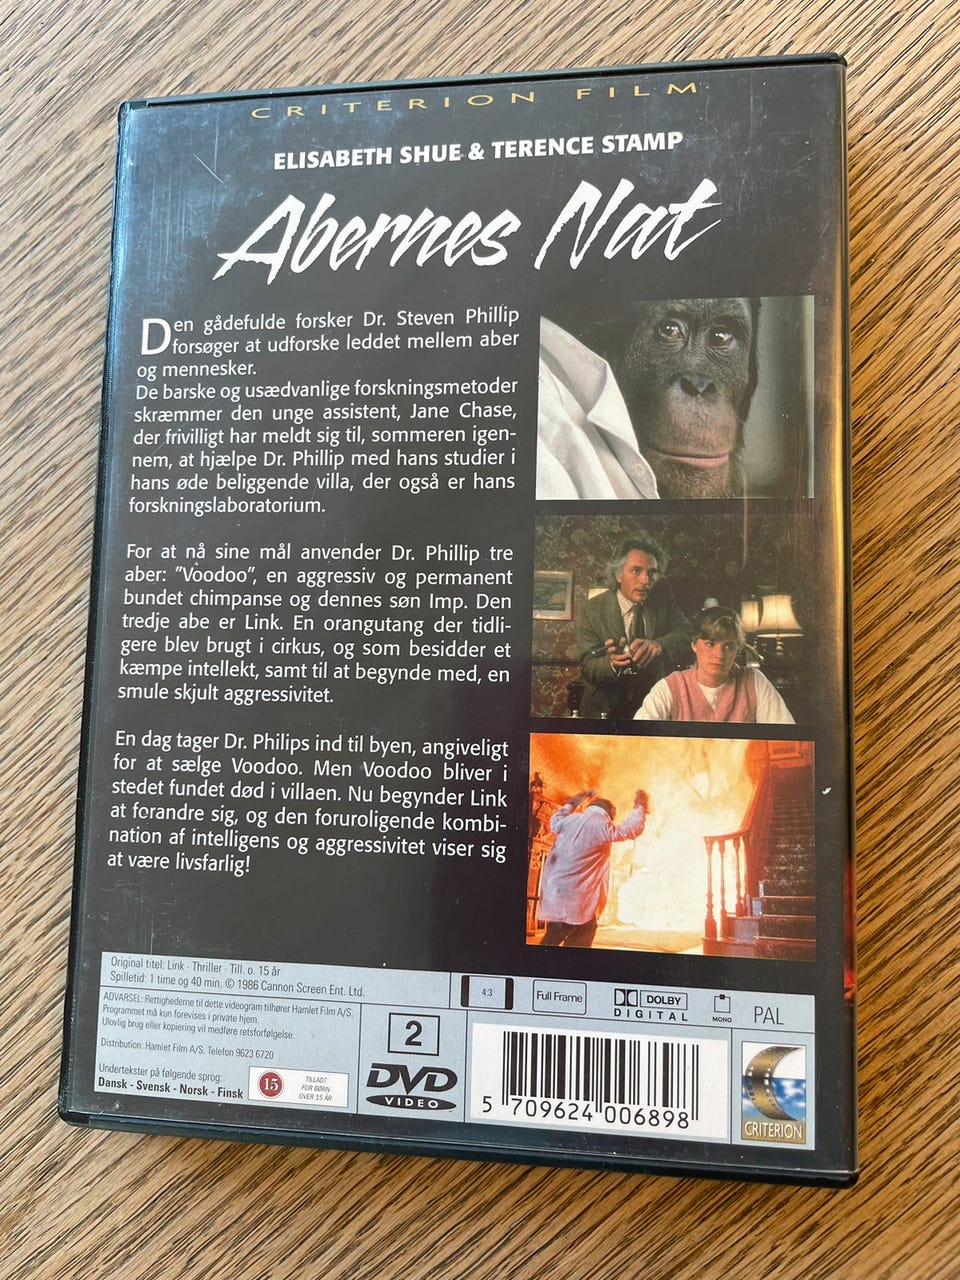 CRITERION FILM
ELISABETH SHUE & TERENCE STAMP
Abernes Nat
Den gådefulde forsker Dr. Steven Phillip
forsøger at udforske leddet mellem aber
og mennesker.
De barske og usædvanlige forskningsmetoder
skræmmer den unge assistent, Jane Chase,
der frivilligt har meldt sig til, sommeren igen-
nem, at hjælpe Dr. Phillip med hans studier i
hans øde beliggende villa, der også er hans
forskningslaboratorium.
For at nå sine mål anvender Dr. Phillip tre
aber: "Voodoo", en aggressiv og permanent
bundet chimpanse og dennes søn Imp. Den
tredje abe er Link. En orangutang der tidli-
gere blev brugt i cirkus, og som besidder et
kæmpe intellekt, samt til at begynde med, en
smule skjult aggressivitet.
En dag tager Dr. Philips ind til byen, angiveligt
for at sælge Voodoo. Men Voodoo bliver i
stedet fundet død i villaen. Nu begynder Link
at forandre sig, og den foruroligende kombi-
nation af intelligens og aggressivitet viser sig
at være livsfarlig!
Original titel: Link · Thriller · Till. o. 15 år
Spilletid: 1 time og 40 min. © 1986 Cannon Screen Ent. Ltd.
ADVARSEL: Rettighederne til dette videogram tilhører Hamlet Film A/S.
Programmet må kun forevises i private hjem.
Ulovlig brug eller kopiering vil medføre retsforfølgelse.
Distribution: Hamlet Film A/S. Telefon 9623 6720
Undertekster på følgende sprog:
Dansk - Svensk - Norsk - Finsk
15
TILLADT
FOR BØRN
OVER 15 ÅR
2
DVD
VIDEO
4:3
Full Frame
DOLBY
DIGITAL
MONO
PAL
5 709624 006898
CRITERION